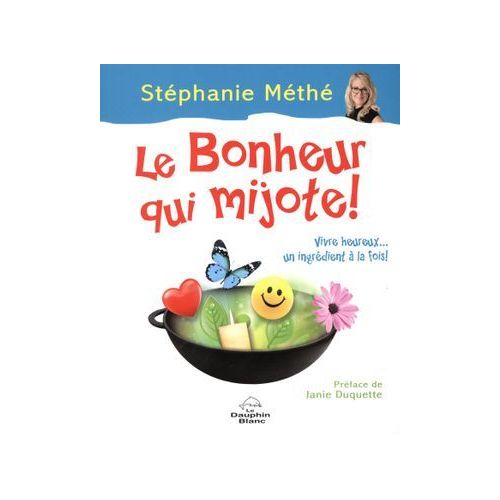 Stéphanie Méthé
Le Bonheur
qui mijote!
Vivre heureux...
un ingrédient à la fois!
Préface de
Janie Duquette
Le
Dauphin
Blanc